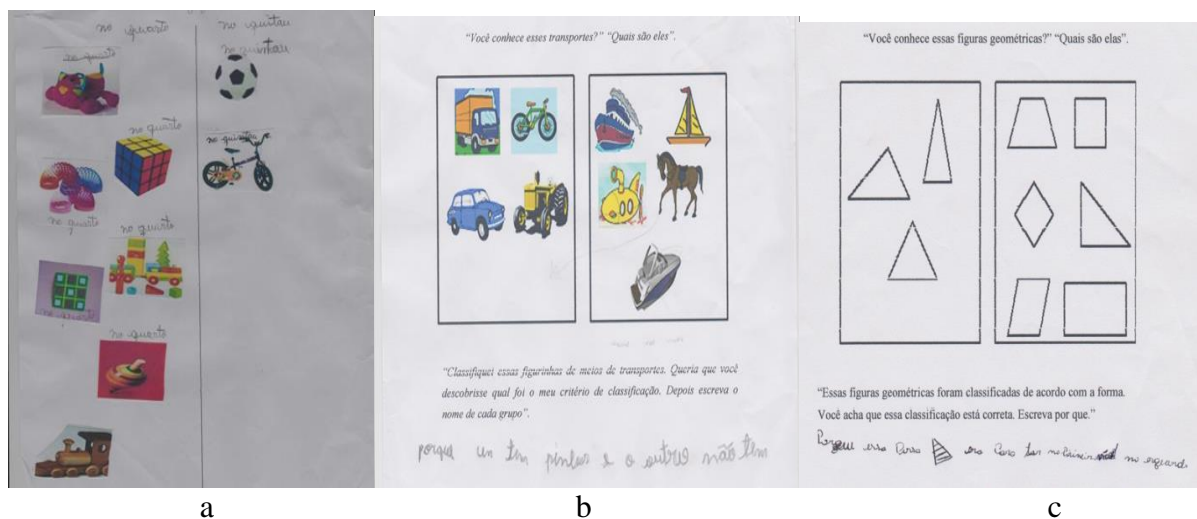 no quarto
no quintau
no quarto
no quintau
no quarto
no quintau
no quarto
no quarto
no quarto
no quarto
a
"Você conhece esses transportes?" "Quais são eles".
"Classifiquei essas figurinhas de meios de transportes. Queria que você
descobrisse qual foi o meu critério de classificação. Depois escreva o
nome de cada grupo".
porque un tem pineus e o outro não tem
b
"Você conhece essas figuras geométricas?" "Quais são elas".
"Essas figuras geométricas foram classificadas de acordo com a forma.
Você acha que essa classificação está correta. Escreva por que."
no
c